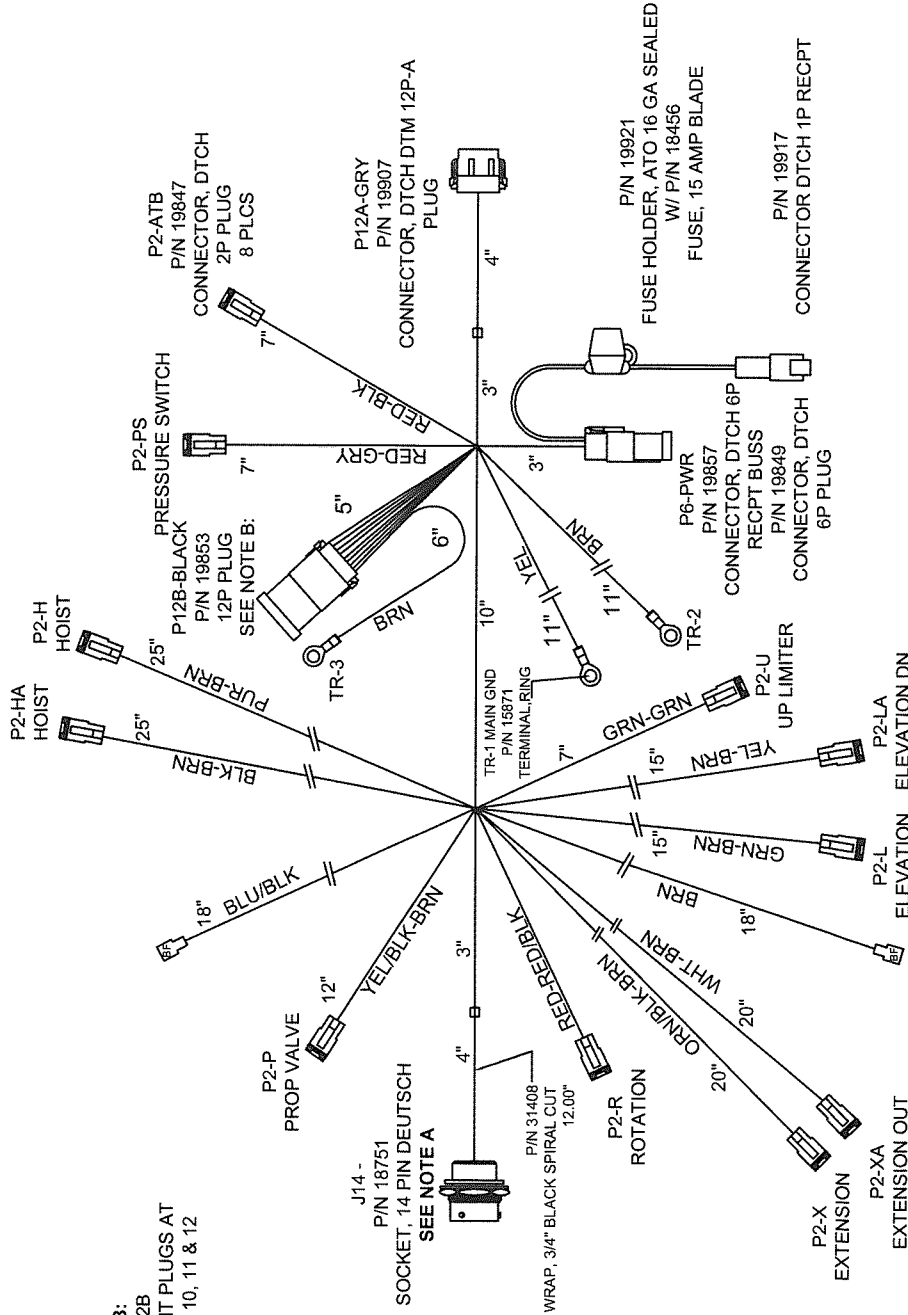 B:
2B
IT PLUGS AT
10, 11 & 12
P2-HA
HOIST
25"
BLK-BRN
P2-H
HOIST
25"
PUR-BRN
BF
18"
BLU/BLK
P2-P
PROP VALVE
12"
YEL/BLK-BRN
J14 -
P/N 18751
SOCKET, 14 PIN DEUTSCH
SEE NOTE A
4"
3"
P/N 31408
WRAP, 3/4" BLACK SPIRAL CUT
12.00"
P2-R
ROTATION
RED-RED/BLK
P2-X
EXTENSION
20"
ORN/BLK-BRN
P2-XA
EXTENSION OUT
20"
WHT-BRN
BF
18"
BRN
P2-L
ELEVATION
15"
GRN-BRN
P2-LA
ELEVATION DN
15"
YEL-BRN
P2-U
UP LIMITER
7"
GRN-GRN
10"
TR-1 MAIN GND
P/N 15871
TERMINAL,RING
11"
YEL
TR-2
11"
BRN
TR-3
BRN
6"
P12B-BLACK
P/N 19853
12P PLUG
SEE NOTE B:
5"
P2-PS
PRESSURE SWITCH
7"
RED-GRY
P2-ATB
P/N 19847
CONNECTOR, DTCH
2P PLUG
8 PLCS
7"
RED-BLK
P12A-GRY
P/N 19907
CONNECTOR, DTCH DTM 12P-A
PLUG
3"
4"
3"
P6-PWR
P/N 19857
CONNECTOR, DTCH 6P
RECPT BUSS
P/N 19849
CONNECTOR, DTCH
6P PLUG
P/N 19921
FUSE HOLDER, ATO 16 GA SEALED
W/ P/N 18456
FUSE, 15 AMP BLADE
P/N 19917
CONNECTOR DTCH 1P RECPT